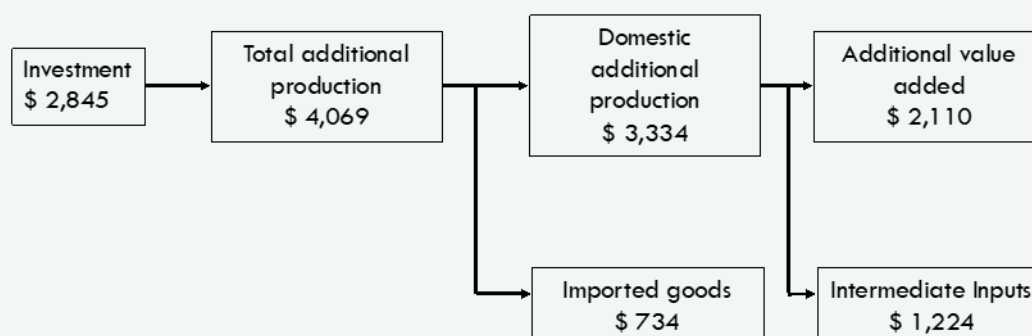 Investment
$ 2,845
Total additional
production
$ 4,069
Domestic
additional
production
$ 3,334
Additional value
added
$ 2,110
Imported goods
$ 734
Intermediate Inputs
$ 1,224